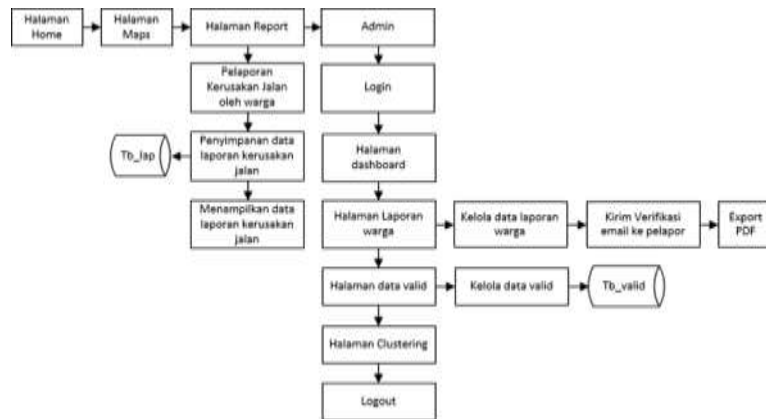 Halaman
Home
Halaman
Maps
Halaman Report
Admin
Pelaporan
Kerusakan Jalan
oleh warga
Login
Tb_lap
Penyimpanan data
laporan kerusakan
jalan
Halaman
dashboard
Menampilkan data
laporan kerusakan
jalan
Halaman Laporan
warga
Kelola data laporan
warga
Kirim Verifikasi
email ke pelapor
Export
PDF
Halaman data valid
Kelola data valid
Tb_valid
Halaman Clustering
Logout